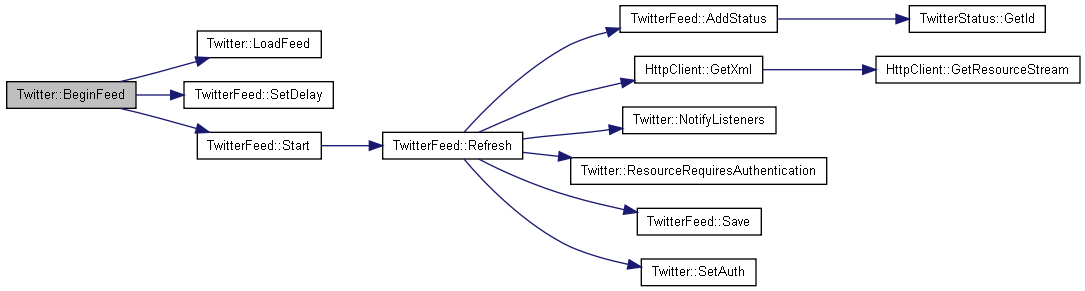 Twitter::BeginFeed
Twitter::LoadFeed
TwitterFeed::SetDelay
TwitterFeed::Start
TwitterFeed::Refresh
TwitterFeed::AddStatus
TwitterStatus::GetId
HttpClient::GetXml
HttpClient::GetResourceStream
Twitter::NotifyListeners
Twitter::ResourceRequiresAuthentication
TwitterFeed::Save
Twitter::SetAuth